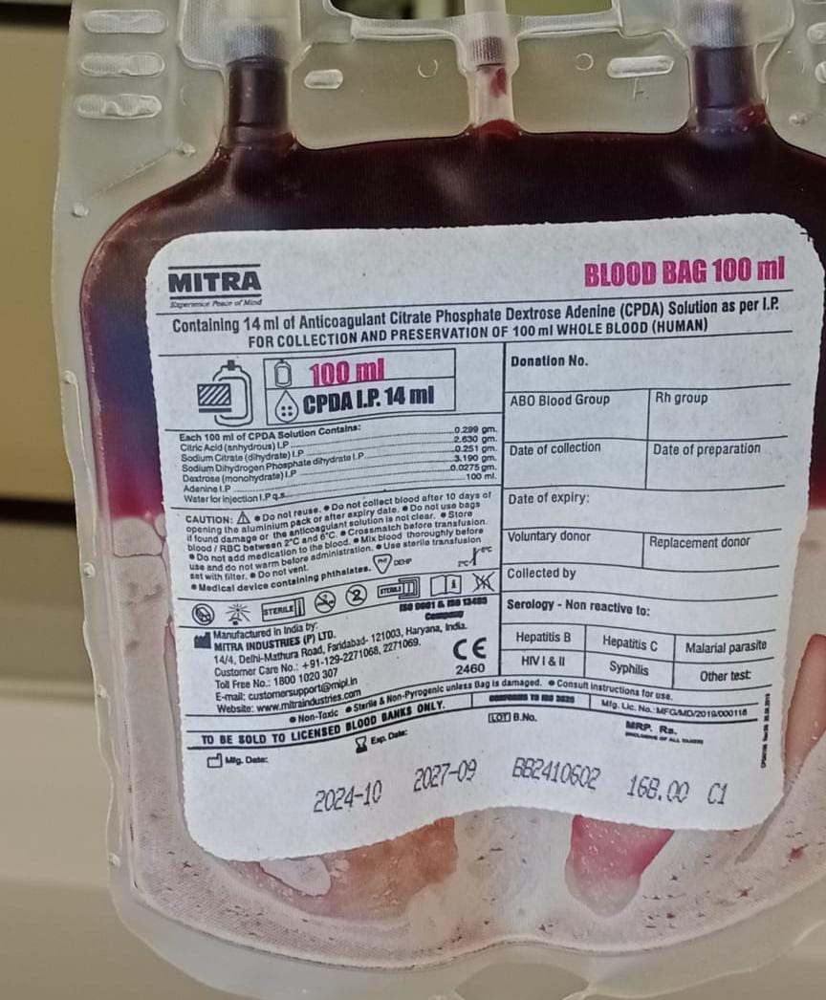 MITRA
Experience Peace of Mind
BLOOD BAG 100 ml
Containing 14 ml of Anticoagulant Citrate Phosphate Dextrose Adenine (CPDA) Solution as per I.P.
FOR COLLECTION AND PRESERVATION OF 100 ml WHOLE BLOOD (HUMAN)
100 ml
CPDA I.P. 14 ml
Each 100 ml of CPDA Solution Contains:
Citric Acid (anhydrous) I.P. 0.299 gm.
Sodium Citrate (dihydrate) I.P. 2.630 gm.
Sodium Dihydrogen Phosphate dihydrate I.P. 0.251 gm.
Dextrose (monohydrate) I.P. 3.190 gm.
Adenine I.P. 0.0275 gm.
Water for injection I.P. q.s. 100 ml.
CAUTION: ⚠ ● Do not reuse. ● Do not collect blood after 10 days of
opening the aluminium pack or after expiry date. ● Do not use bags
if found damage or the anticoagulant solution is not clear. ● Store
blood / RBC between 2°C and 6°C. ● Crossmatch before transfusion.
● Do not add medication to the blood. ● Mix blood thoroughly before
use and do not warm before administration. ● Use sterile transfusion
set with filter. ● Do not vent.
● Medical device containing phthalates. PHT DEHP
2°C 6°C
STERILE 2 STERILE i
ISO 9001 & ISO 13485
Company
Manufactured in India by:
MITRA INDUSTRIES (P) LTD.
14/4, Delhi-Mathura Road, Faridabad- 121003, Haryana, India.
Customer Care No.: +91-129-2271068, 2271069.
Toll Free No.: 1800 1020 307
E-mail: customersupport@mipl.in
Website: www.mitraindustries.com
CE
2460
Donation No.
ABO Blood Group
Rh group
Date of collection
Date of preparation
Date of expiry:
Voluntary donor
Replacement donor
Collected by
Serology - Non reactive to:
Hepatitis B
Hepatitis C
Malarial parasite
HIV I & II
Syphilis
Other test:
● Non-Toxic ● Sterile & Non-Pyrogenic unless Bag is damaged. ● Consult instructions for use.
TO BE SOLD TO LICENSED BLOOD BANKS ONLY.
CONFORMS TO ISO 3826
Mfg. Lic. No.: MFG/MD/2019/000116
Mfg. Date:
Exp. Date:
LOT B.No.
MRP. Rs.
INCLUSIVE OF ALL TAXES
2024-10 2027-09 BB2410602 168.00 C1